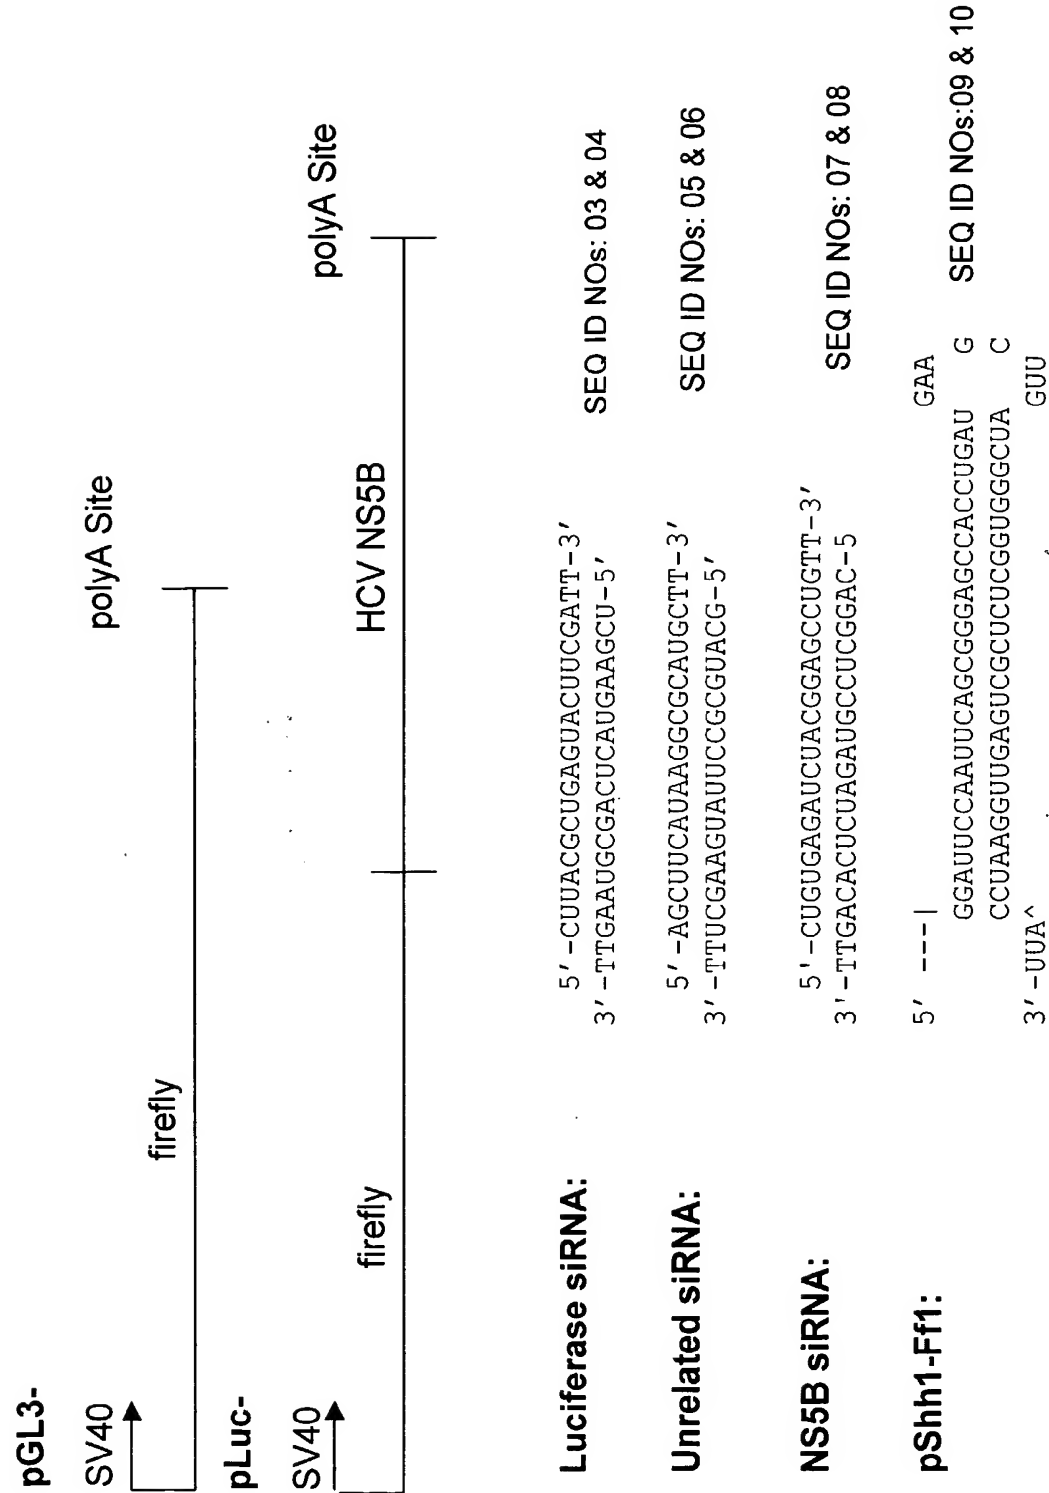 pGL3-
SV40
firefly
polyA Site
pLuc-
SV40
firefly
HCV NS5B
polyA Site
Luciferase siRNA:
5' -CUUACGCUGAGUACUUCGATT-3'
3' -TTGAAUGCGACUCAUGAAGCU-5'
SEQ ID NOs: 03 & 04
Unrelated siRNA:
5' -AGCUUCAUAAGGCGCAUGCTT-3'
3' -TTUCGAAGUAUUCCGCGUACG-5'
SEQ ID NOs: 05 & 06
NS5B siRNA:
5'-CUGUGAGAUCUACGGAGCCUGTT-3'
3'-TTGACACUCUAGAUGCCUCGGAC-5
SEQ ID NOs: 07 & 08
pShh1-Ff1:
5' ---| GAA
GGAUUCCAAUUCAGCGGGAGCCACCUGAU G
SEQ ID NOs:09 & 10
CCUAAGGUUGAGUCGCUCUCGGUGGGCUA C
3'-UUA^ GUU